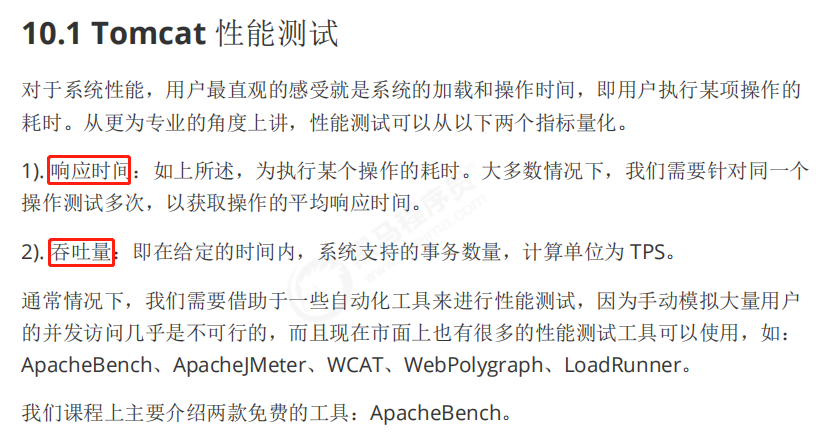 10.1 Tomcat 性能测试
对于系统性能，用户最直观的感受就是系统的加载和操作时间，即用户执行某项操作的
耗时。从更为专业的角度上讲，性能测试可以从以下两个指标量化。
1). 响应时间：如上所述，为执行某个操作的耗时。大多数情况下，我们需要针对同一个
操作测试多次，以获取操作的平均响应时间。
2). 吞吐量：即在给定的时间内，系统支持的事务数量，计算单位为 TPS。
通常情况下，我们需要借助于一些自动化工具来进行性能测试，因为手动模拟大量用户
的并发访问几乎是不可行的，而且现在市面上也有很多的性能测试工具可以使用，如：
ApacheBench、ApacheJMeter、WCAT、WebPolygraph、LoadRunner。
我们课程上主要介绍两款免费的工具：ApacheBench。